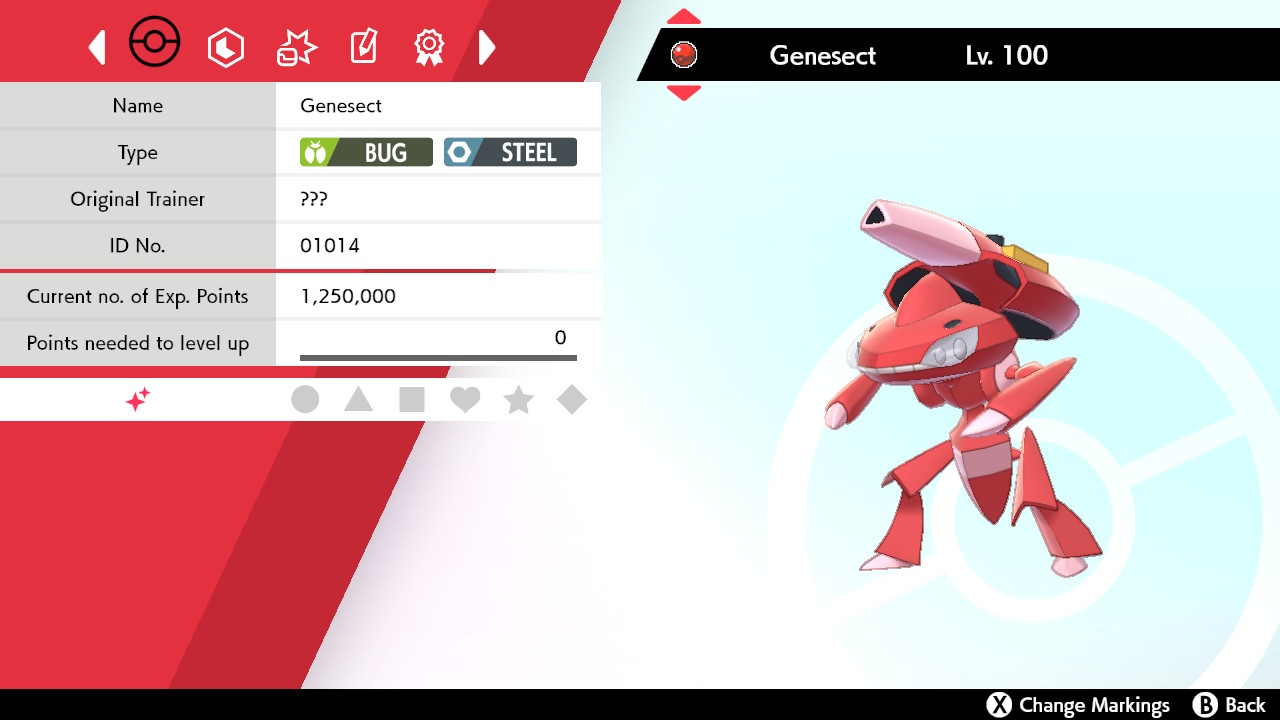 Genesect Lv. 100
Name Genesect
Type BUG STEEL
Original Trainer ???
ID No. 01014
Current no. of Exp. Points 1,250,000
Points needed to level up 0
X Change Markings B Back